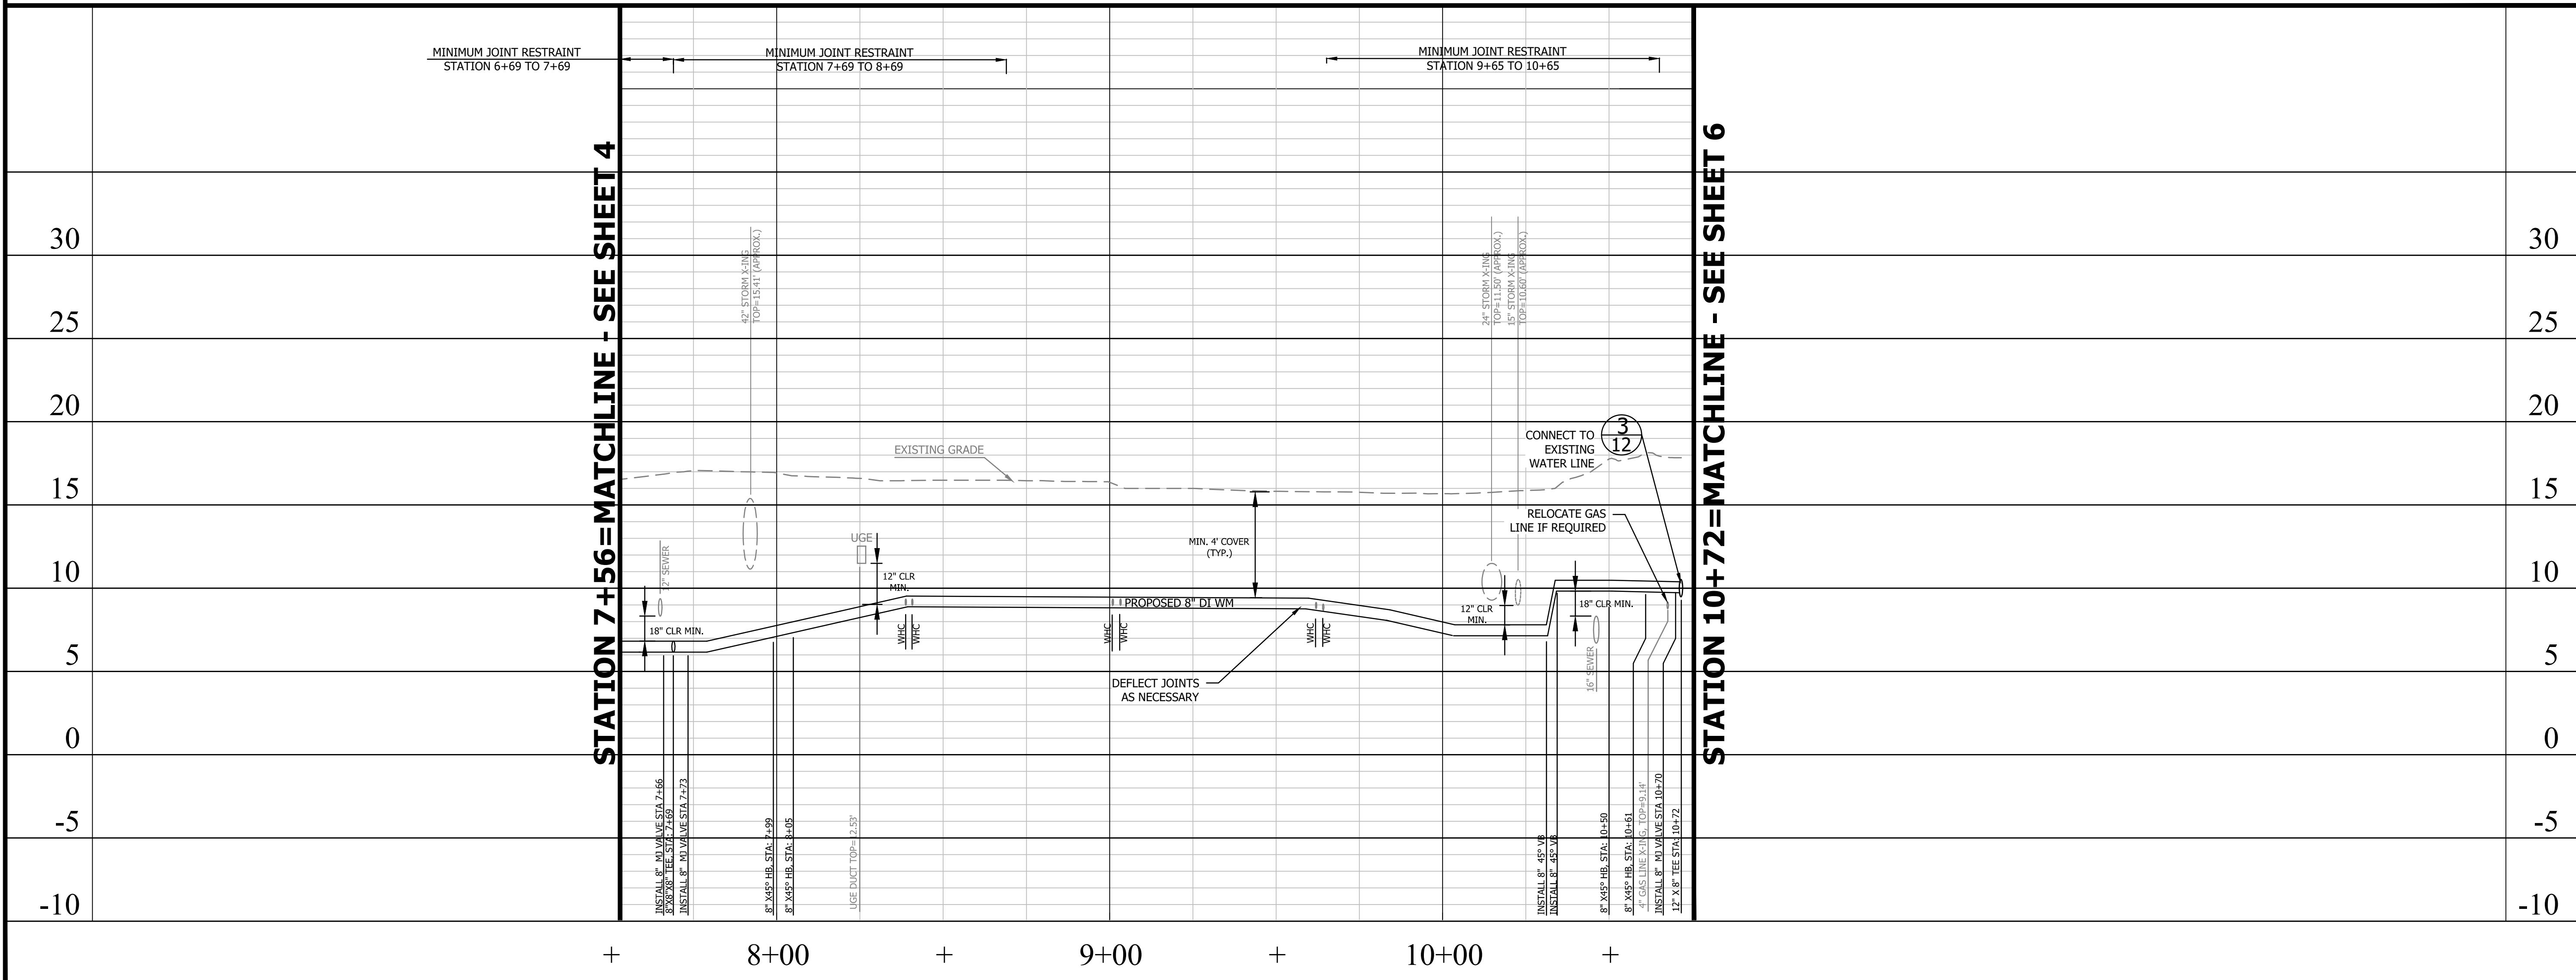 MINIMUM JOINT RESTRAINT
STATION 6+69 TO 7+69
MINIMUM JOINT RESTRAINT
STATION 7+69 TO 8+69
MINIMUM JOINT RESTRAINT
STATION 9+65 TO 10+65
STATION 7+56=MATCHLINE - SEE SHEET 4
STATION 10+72=MATCHLINE - SEE SHEET 6
30
25
20
15
10
5
0
-5
-10
30
25
20
15
10
5
0
-5
-10
42" STORM X-ING
TOP=15.41' (APPROX.)
24" STORM X-ING
TOP=11.50' (APPROX.)
15" STORM X-ING
TOP=10.60' (APPROX.)
EXISTING GRADE
3
12
CONNECT TO
EXISTING
WATER LINE
RELOCATE GAS
LINE IF REQUIRED
MIN. 4' COVER
(TYP.)
UGE
12" SEWER
12" CLR
MIN.
18" CLR MIN.
PROPOSED 8" DI WM
12" CLR
MIN.
18" CLR MIN.
WHC
WHC
WHC
WHC
WHC
WHC
16" SEWER
DEFLECT JOINTS
AS NECESSARY
INSTALL 8" MJ VALVE STA 7+66
8"X8"X8" TEE, STA: 7+69
INSTALL 8" MJ VALVE STA 7+73
8" X45° HB, STA: 7+99
8" X45° HB, STA: 8+05
UGE DUCT TOP=12.53'
INSTALL 8" 45° VB
INSTALL 8" 45° VB
8" X45° HB, STA: 10+50
8" X45° HB, STA: 10+61
4" GAS LINE X-ING, TOP=9.14'
INSTALL 8" MJ VALVE STA 10+70
12" X 8" TEE STA: 10+72
+
8+00
+
9+00
+
10+00
+